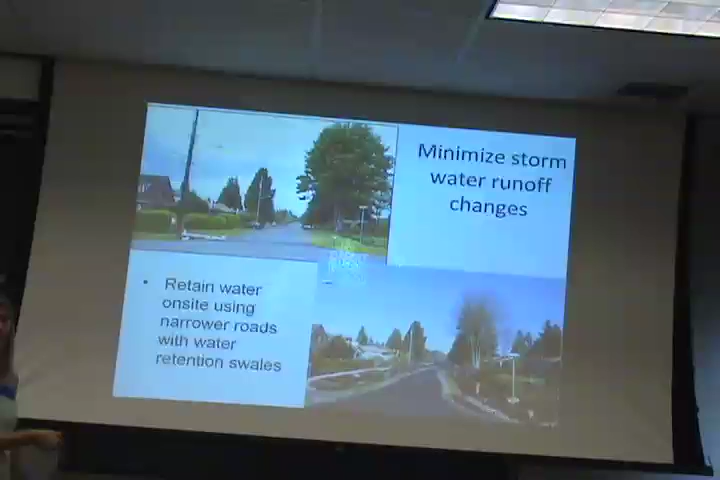 Minimize storm
water runoff
changes
• Retain water
onsite using
narrower roads
with water
retention swales